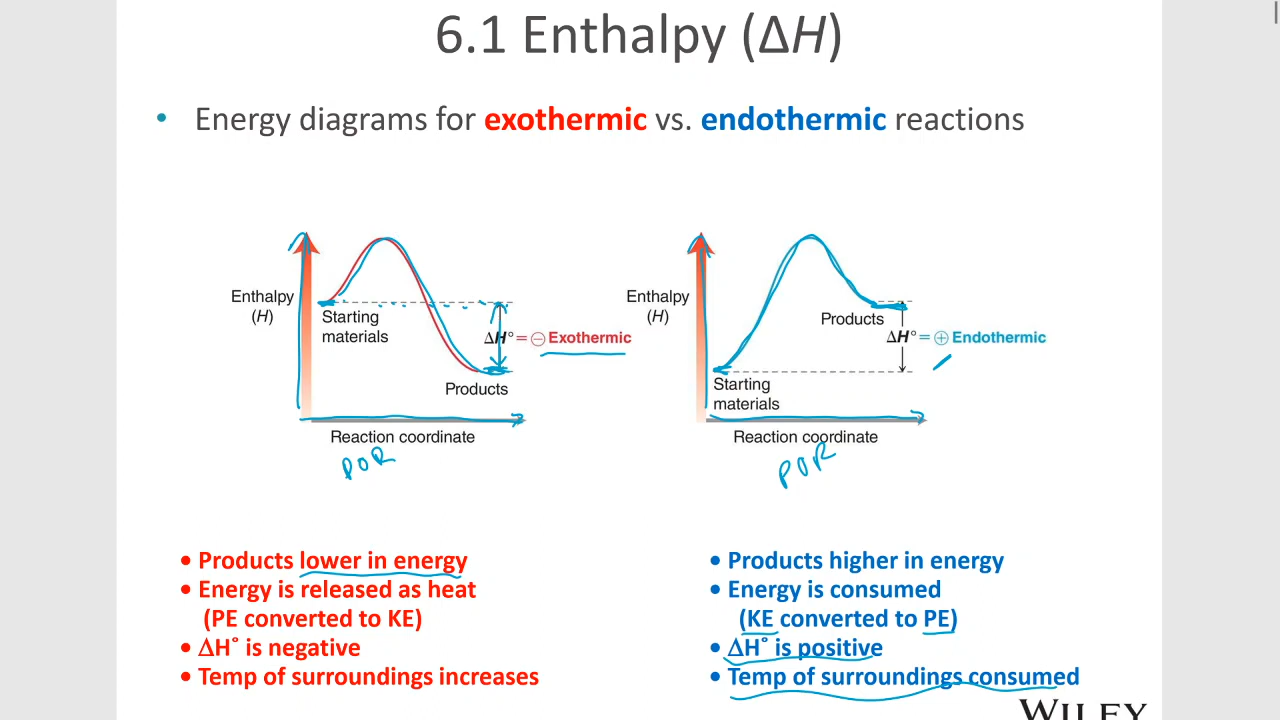 6.1 Enthalpy (ΔH)
• Energy diagrams for exothermic vs. endothermic reactions
Enthalpy
(H)
Starting
materials
ΔH° = ⊖ Exothermic
Products
Reaction coordinate
POR
Enthalpy
(H)
Products
ΔH° = ⊕ Endothermic
Starting
materials
Reaction coordinate
POR
• Products lower in energy
• Energy is released as heat
(PE converted to KE)
• ΔH° is negative
• Temp of surroundings increases
• Products higher in energy
• Energy is consumed
(KE converted to PE)
• ΔH° is positive
• Temp of surroundings consumed
WILEY